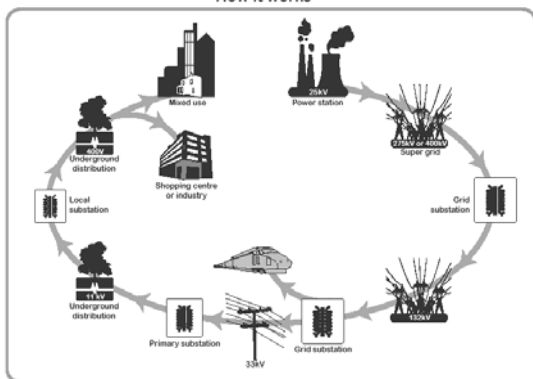 How it works
Mixed use
25kV
Power station
275kV or 400kV
Super grid
Grid
substation
132kV
Grid substation
33kV
Primary substation
11 kV
Underground
distribution
Local
substation
400V
Underground
distribution
Shopping centre
or industry